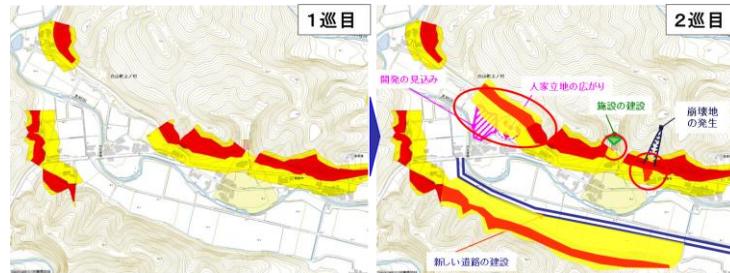 1巡目
2巡目
開発の見込み
人家立地の広がり
施設の建設
崩壊地
の発生
新しい道路の建設